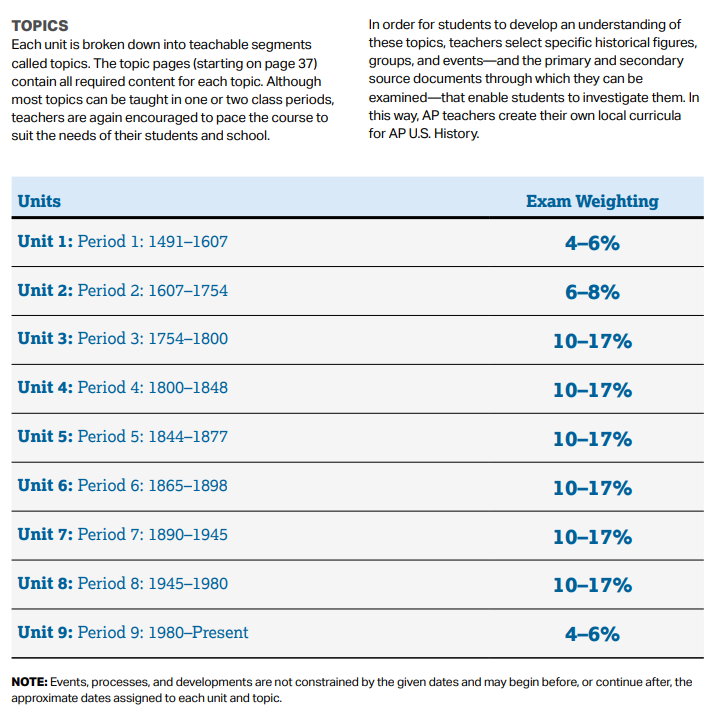 TOPICS
Each unit is broken down into teachable segments
called topics. The topic pages (starting on page 37)
contain all required content for each topic. Although
most topics can be taught in one or two class periods,
teachers are again encouraged to pace the course to
suit the needs of their students and school.
In order for students to develop an understanding of
these topics, teachers select specific historical figures,
groups, and events—and the primary and secondary
source documents through which they can be
examined—that enable students to investigate them. In
this way, AP teachers create their own local curricula
for AP U.S. History.
Units Exam Weighting
Unit 1: Period 1: 1491–1607 4–6%
Unit 2: Period 2: 1607–1754 6–8%
Unit 3: Period 3: 1754–1800 10–17%
Unit 4: Period 4: 1800–1848 10–17%
Unit 5: Period 5: 1844–1877 10–17%
Unit 6: Period 6: 1865–1898 10–17%
Unit 7: Period 7: 1890–1945 10–17%
Unit 8: Period 8: 1945–1980 10–17%
Unit 9: Period 9: 1980–Present 4–6%
NOTE: Events, processes, and developments are not constrained by the given dates and may begin before, or continue after, the
approximate dates assigned to each unit and topic.